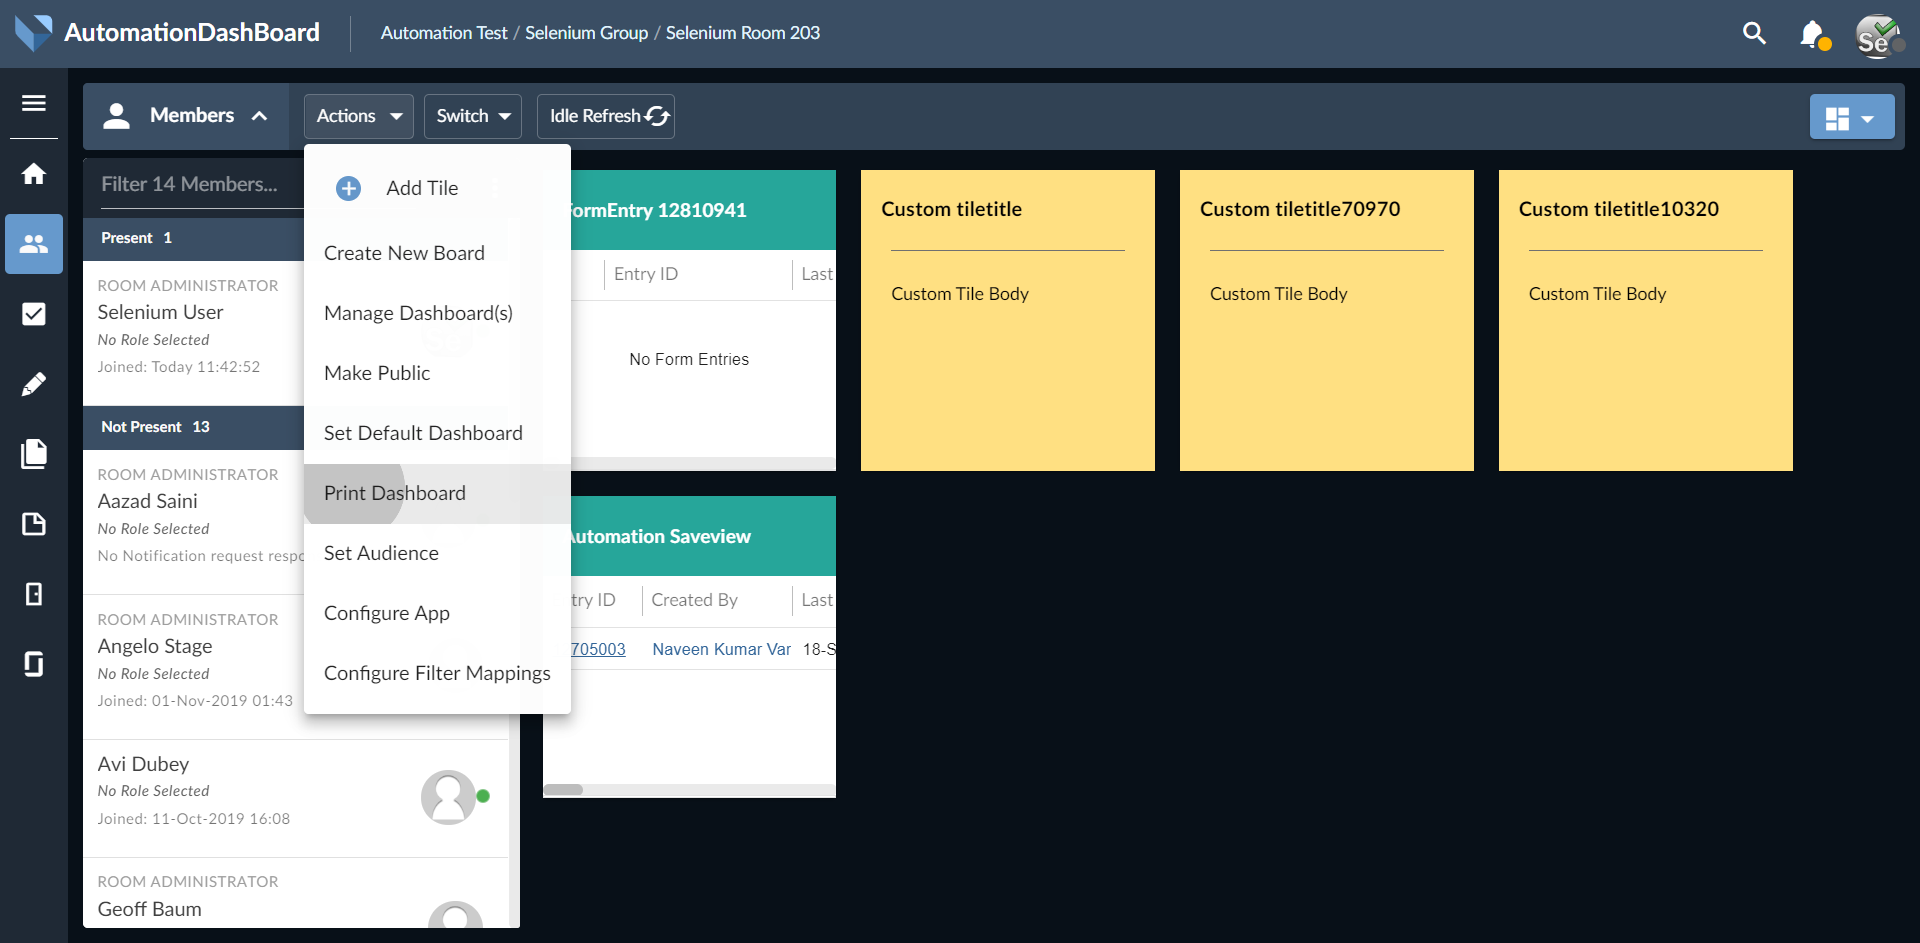 AutomationDashBoard
Automation Test / Selenium Group / Selenium Room 203
Se
Members
Actions
Switch
Idle Refresh
Filter 14 Members...
Present 1
ROOM ADMINISTRATOR
Selenium User
No Role Selected
Joined: Today 11:42:52
Not Present 13
ROOM ADMINISTRATOR
Aazad Saini
No Role Selected
No Notification request respo
ROOM ADMINISTRATOR
Angelo Stage
No Role Selected
Joined: 01-Nov-2019 01:43
Avi Dubey
No Role Selected
Joined: 11-Oct-2019 16:08
ROOM ADMINISTRATOR
Geoff Baum
Add Tile
Create New Board
Manage Dashboard(s)
Make Public
Set Default Dashboard
Print Dashboard
Set Audience
Configure App
Configure Filter Mappings
FormEntry 12810941
Entry ID
Last
No Form Entries
Automation Saveview
try ID
Created By
Last
705003
Naveen Kumar Var
18-S
Custom tiletitle
Custom Tile Body
Custom tiletitle70970
Custom Tile Body
Custom tiletitle10320
Custom Tile Body